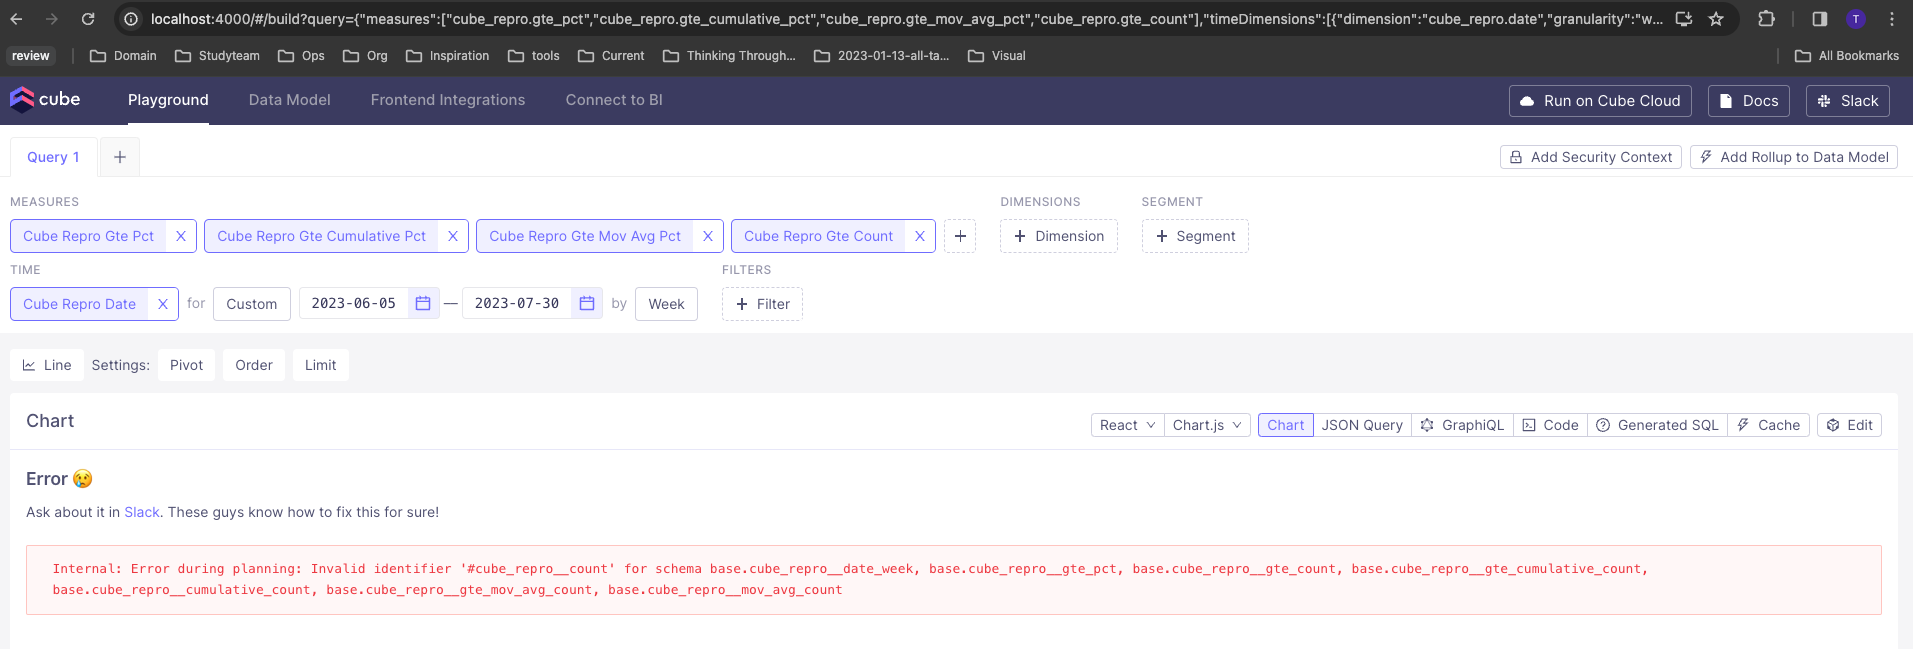 localhost:4000/#/build?query={"measures":["cube_repro.gte_pct","cube_repro.gte_cumulative_pct","cube_repro.gte_mov_avg_pct","cube_repro.gte_count"],"timeDimensions":[{"dimension":"cube_repro.date","granularity":"w... T
review Domain Studyteam Ops Org Inspiration tools Current Thinking Through... 2023-01-13-all-ta... Visual All Bookmarks
cube Playground Data Model Frontend Integrations Connect to BI Run on Cube Cloud Docs Slack
Query 1 + Add Security Context Add Rollup to Data Model
MEASURES DIMENSIONS SEGMENT
Cube Repro Gte Pct X Cube Repro Gte Cumulative Pct X Cube Repro Gte Mov Avg Pct X Cube Repro Gte Count X + + Dimension + Segment
TIME FILTERS
Cube Repro Date X for Custom 2023-06-05 — 2023-07-30 by Week + Filter
Line Settings: Pivot Order Limit
Chart React Chart.js Chart JSON Query GraphiQL Code Generated SQL Cache Edit
Error 😢
Ask about it in Slack. These guys know how to fix this for sure!
Internal: Error during planning: Invalid identifier '#cube_repro__count' for schema base.cube_repro__date_week, base.cube_repro__gte_pct, base.cube_repro__gte_count, base.cube_repro__gte_cumulative_count,
base.cube_repro__cumulative_count, base.cube_repro__gte_mov_avg_count, base.cube_repro__mov_avg_count